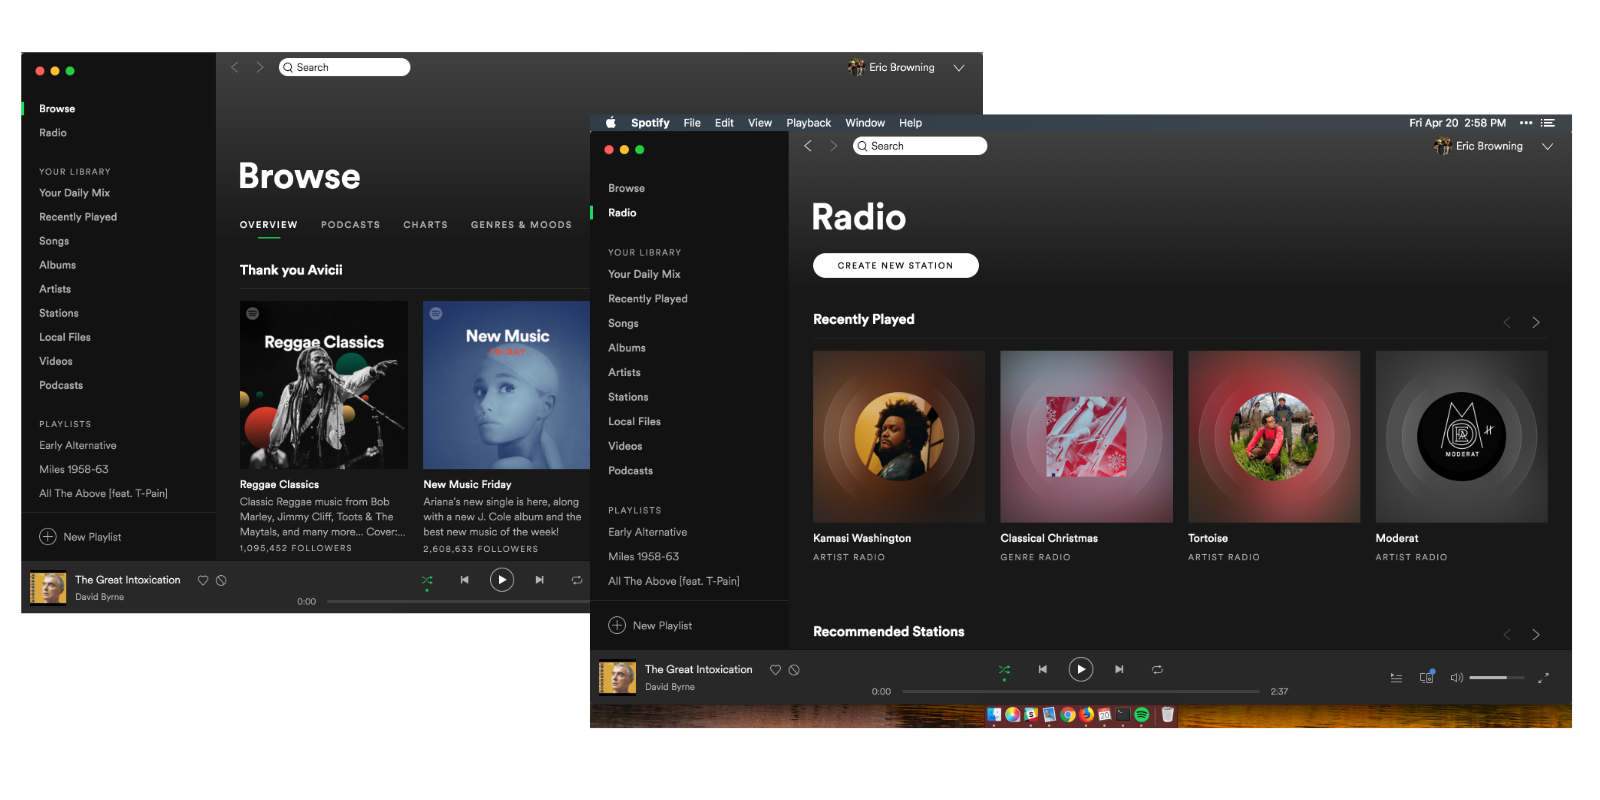 Search
Eric Browning
Browse
Radio
YOUR LIBRARY
Your Daily Mix
Recently Played
Songs
Albums
Artists
Stations
Local Files
Videos
Podcasts
PLAYLISTS
Early Alternative
Miles 1958-63
All The Above [feat. T-Pain]
New Playlist
Browse
OVERVIEW PODCASTS CHARTS GENRES & MOODS
Thank you Avicii
Reggae Classics
New Music
FRIDAY
Reggae Classics
Classic Reggae music from Bob
Marley, Jimmy Cliff, Toots & The
Maytals, and many more... Cover:...
1,095,452 FOLLOWERS
New Music Friday
Ariana's new single is here, along
with a new J. Cole album and the
best new music of the week!
2,608,633 FOLLOWERS
The Great Intoxication
David Byrne
0:00
Spotify File Edit View Playback Window Help
Fri Apr 20 2:58 PM
Search
Eric Browning
Browse
Radio
YOUR LIBRARY
Your Daily Mix
Recently Played
Songs
Albums
Artists
Stations
Local Files
Videos
Podcasts
PLAYLISTS
Early Alternative
Miles 1958-63
All The Above [feat. T-Pain]
New Playlist
Radio
CREATE NEW STATION
Recently Played
MODERAT
Kamasi Washington
ARTIST RADIO
Classical Christmas
GENRE RADIO
Tortoise
ARTIST RADIO
Moderat
ARTIST RADIO
Recommended Stations
The Great Intoxication
David Byrne
0:00
2:37